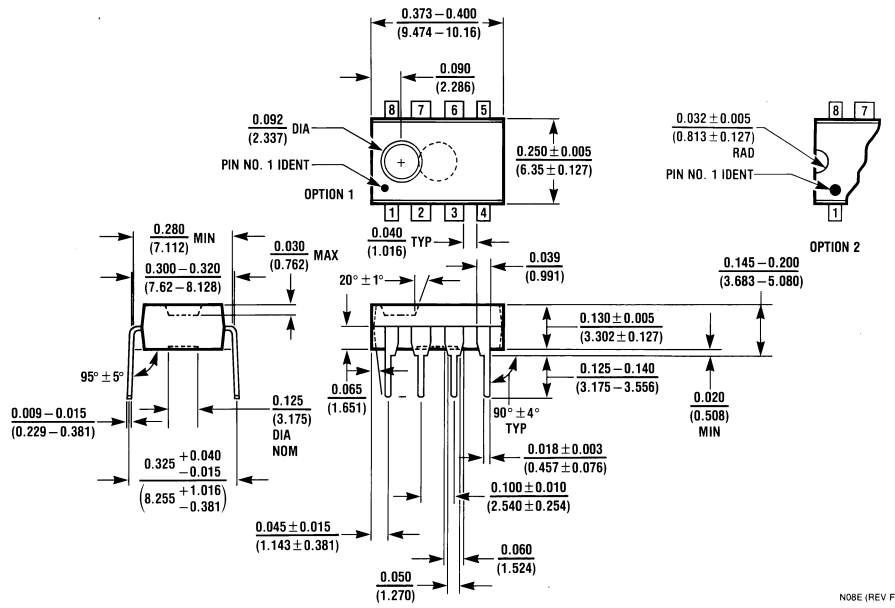 0.373 – 0.400
(9.474 – 10.16)
0.090
(2.286)
8 7 6 5
0.092
(2.337) DIA
PIN NO. 1 IDENT
OPTION 1
1 2 3 4
0.250 ± 0.005
(6.35 ± 0.127)
0.032 ± 0.005
(0.813 ± 0.127)
RAD
PIN NO. 1 IDENT
8 7
1
OPTION 2
0.280
(7.112) MIN
0.300 – 0.320
(7.62 – 8.128)
0.030
(0.762) MAX
0.040
(1.016) TYP
20° ± 1°
0.039
(0.991)
0.145 – 0.200
(3.683 – 5.080)
0.130 ± 0.005
(3.302 ± 0.127)
95° ± 5°
0.009 – 0.015
(0.229 – 0.381)
0.125
(3.175)
DIA
NOM
0.065
(1.651)
90° ± 4°
TYP
0.125 – 0.140
(3.175 – 3.556)
0.020
(0.508)
MIN
0.018 ± 0.003
(0.457 ± 0.076)
0.325 +0.040
−0.015
(8.255 +1.016
−0.381)
0.100 ± 0.010
(2.540 ± 0.254)
0.045 ± 0.015
(1.143 ± 0.381)
0.060
(1.524)
0.050
(1.270)
N08E (REV F